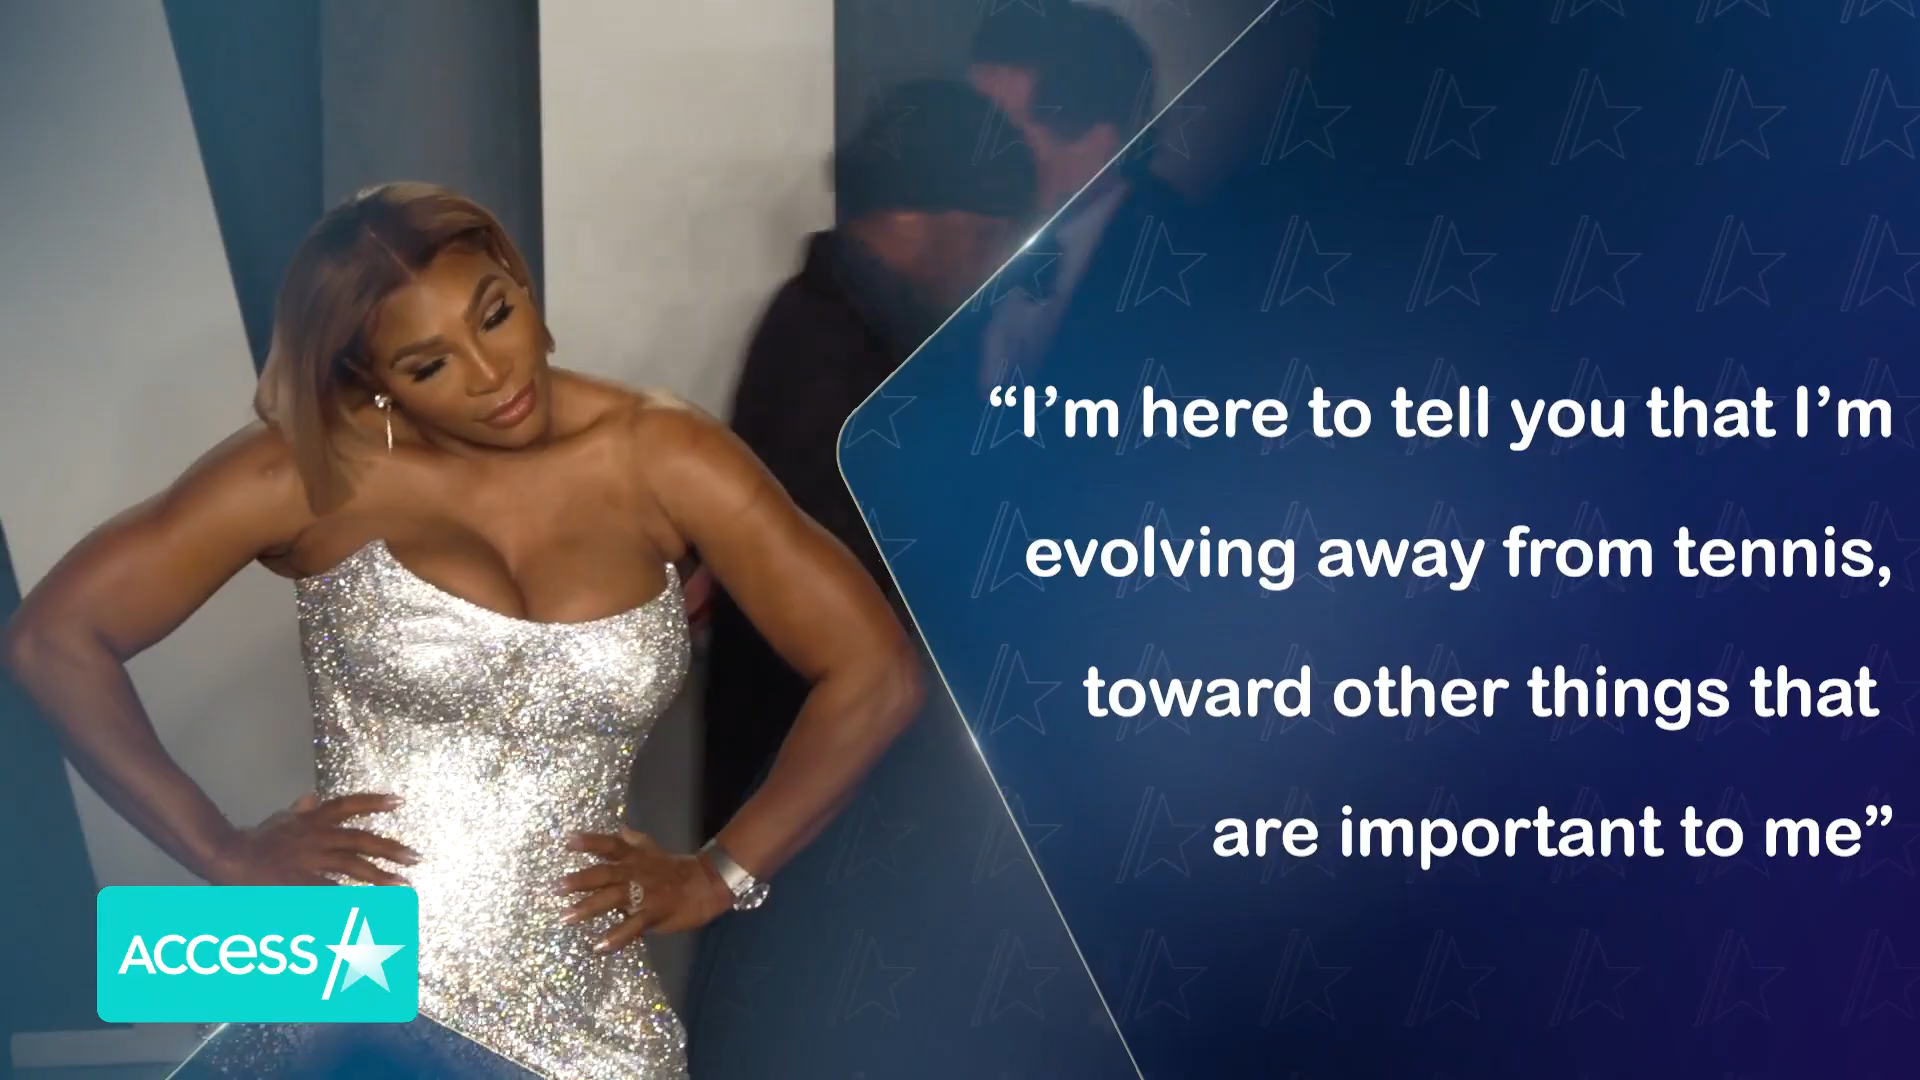 “I’m here to tell you that I’m
evolving away from tennis,
toward other things that
are important to me”
ACCESS